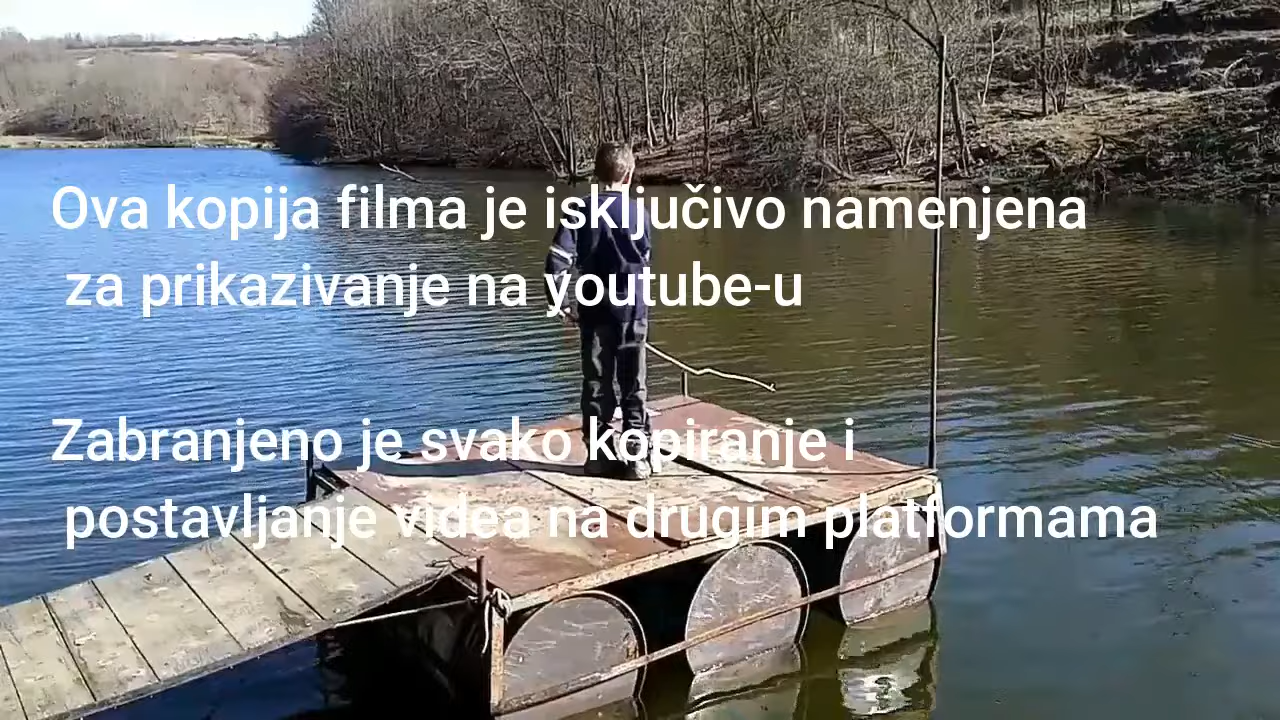 Ova kopija filma je isključivo namenjena
za prikazivanje na youtube-u
Zabranjeno je svako kopiranje i
postavljanje videa na drugim platformama